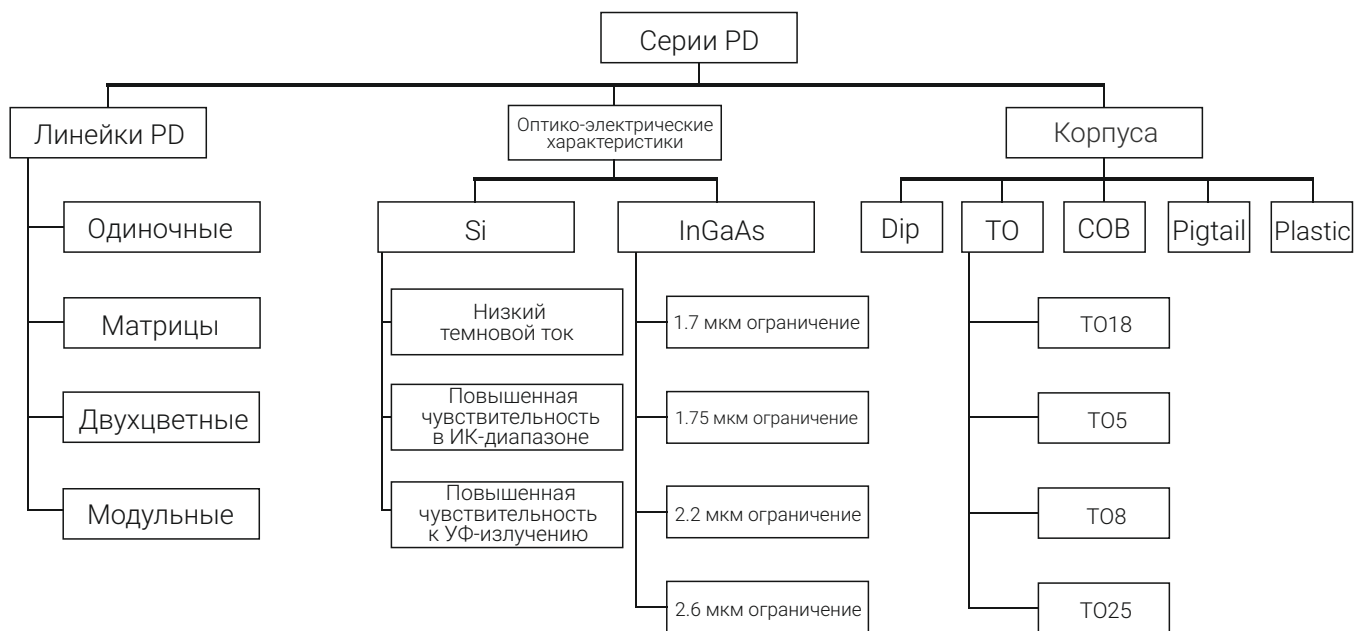 Серии PD
Линейки PD
Оптико-электрические
характеристики
Корпуса
Одиночные
Матрицы
Двухцветные
Модульные
Si
InGaAs
Низкий
темновой ток
Повышенная
чувствительность
в ИК-диапазоне
Повышенная
чувствительность
к УФ-излучению
1.7 мкм ограничение
1.75 мкм ограничение
2.2 мкм ограничение
2.6 мкм ограничение
Dip
TO
COB
Pigtail
Plastic
TO18
TO5
TO8
TO25